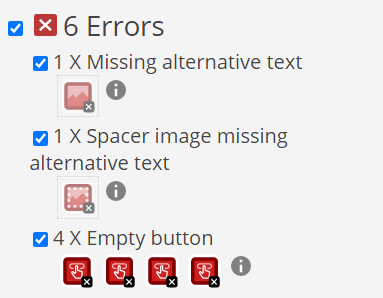 6 Errors
1 X Missing alternative text
1 X Spacer image missing
alternative text
4 X Empty button